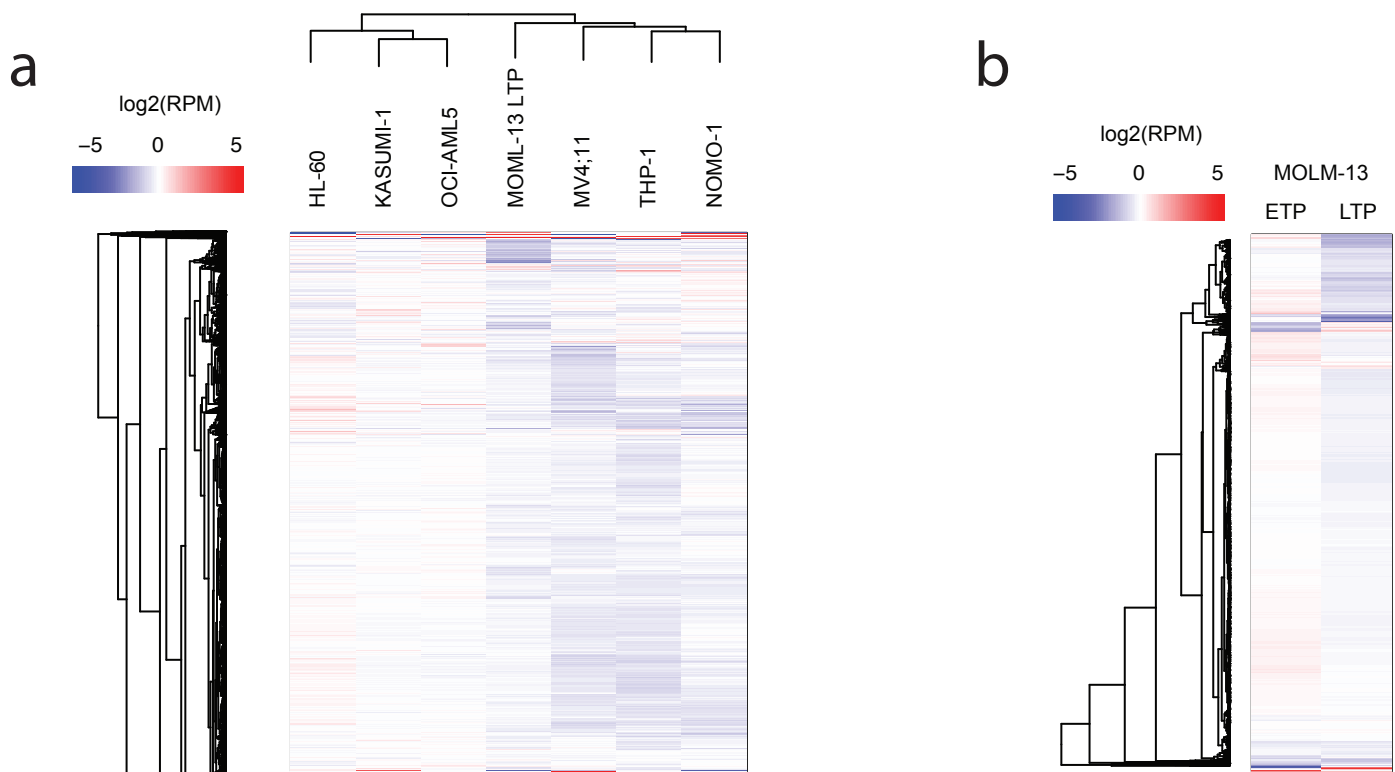 a
log2(RPM)
−5 0 5
HL-60
KASUMI-1
OCI-AML5
MOML-13 LTP
MV4;11
THP-1
NOMO-1
b
log2(RPM)
−5 0 5
MOLM-13
ETP LTP